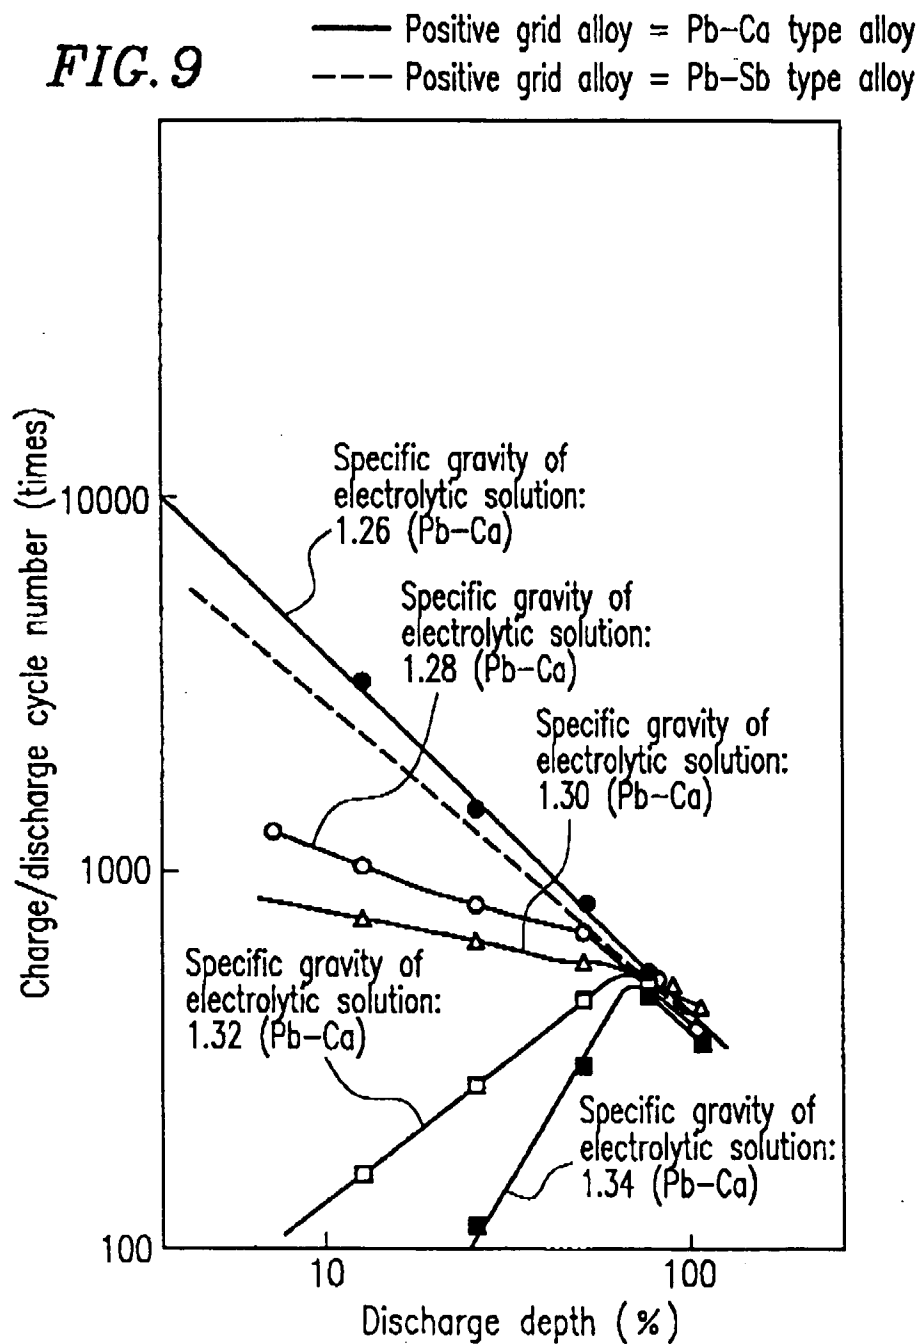 FIG. 9
Positive grid alloy = Pb-Ca type alloy
Positive grid alloy = Pb-Sb type alloy
Charge/discharge cycle number (times)
10000
1000
100
Specific gravity of
electrolytic solution:
1.26 (Pb-Ca)
Specific gravity of
electrolytic solution:
1.28 (Pb-Ca)
Specific gravity of
electrolytic solution:
1.30 (Pb-Ca)
Specific gravity of
electrolytic solution:
1.32 (Pb-Ca)
Specific gravity of
electrolytic solution:
1.34 (Pb-Ca)
10
100
Discharge depth (%)